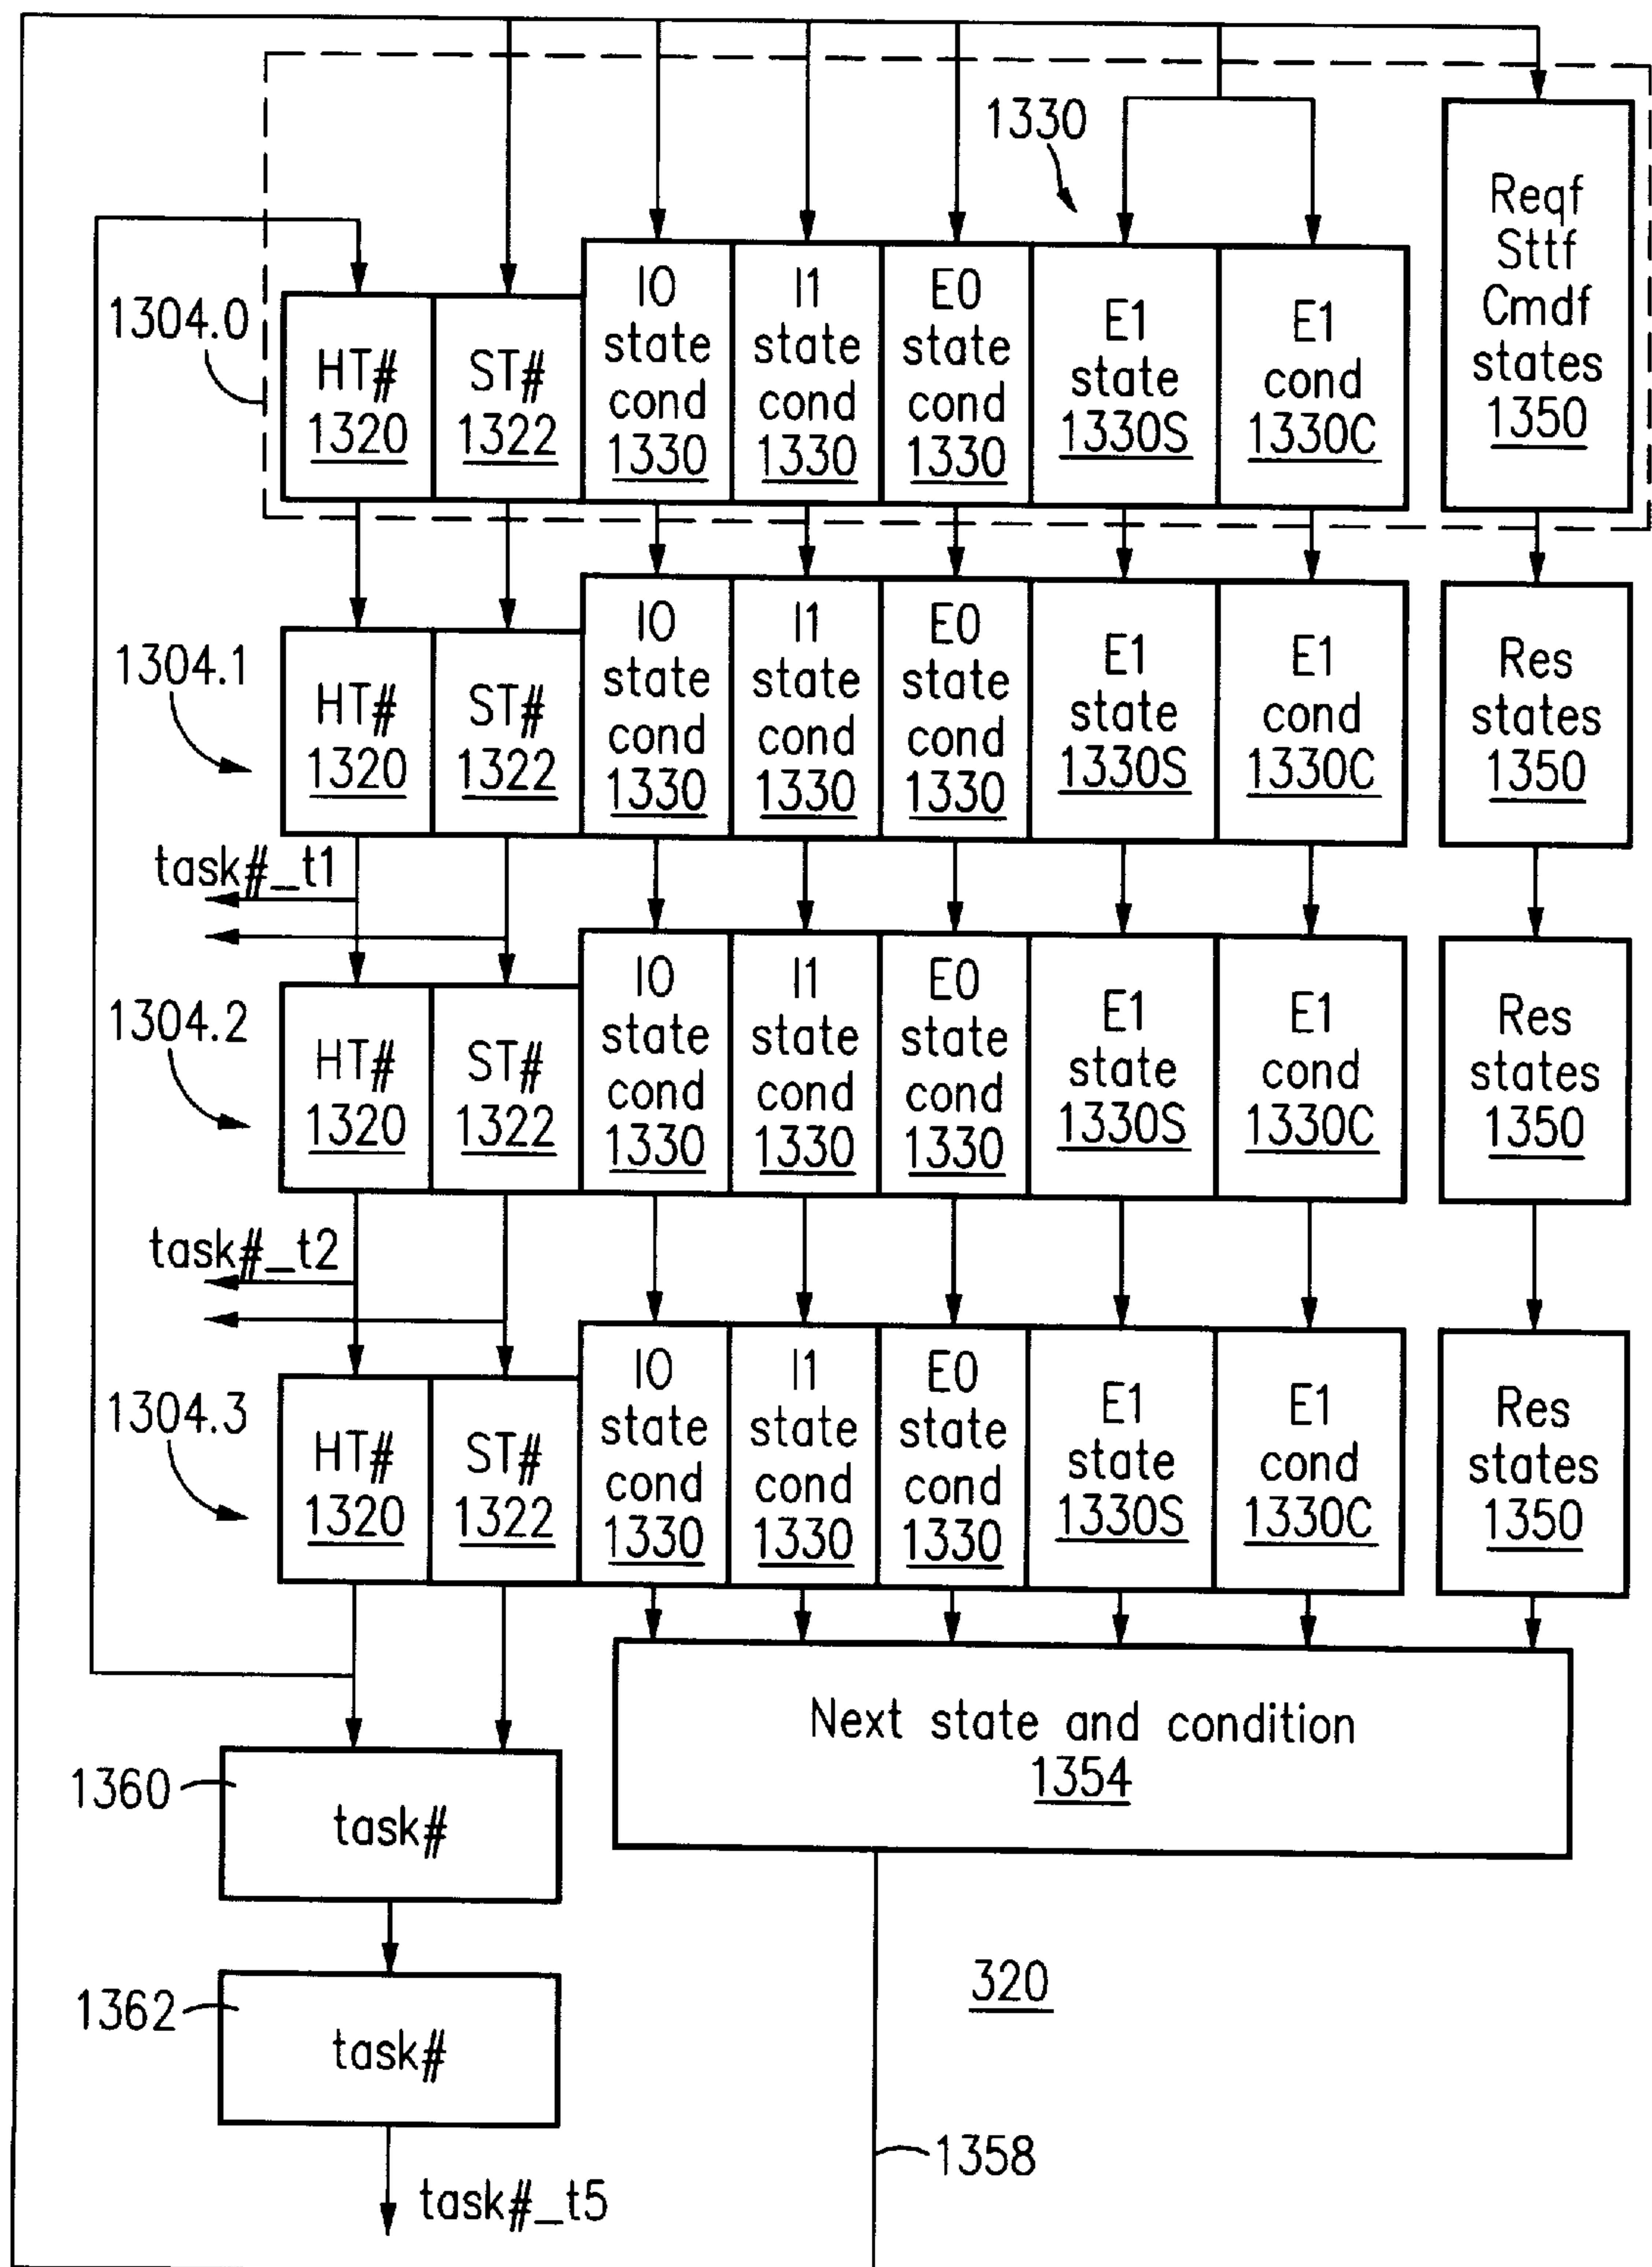 1330
Reqf
Sttf
Cmdf
states
1350
1304.0
HT#
1320
ST#
1322
I0
state
cond
1330
I1
state
cond
1330
E0
state
cond
1330
E1
state
1330S
E1
cond
1330C
1304.1
HT#
1320
ST#
1322
I0
state
cond
1330
I1
state
cond
1330
E0
state
cond
1330
E1
state
1330S
E1
cond
1330C
Res
states
1350
task#_t1
1304.2
HT#
1320
ST#
1322
I0
state
cond
1330
I1
state
cond
1330
E0
state
cond
1330
E1
state
1330S
E1
cond
1330C
Res
states
1350
task#_t2
1304.3
HT#
1320
ST#
1322
I0
state
cond
1330
I1
state
cond
1330
E0
state
cond
1330
E1
state
1330S
E1
cond
1330C
Res
states
1350
Next state and condition
1354
1360
task#
1362
task#
320
1358
task#_t5